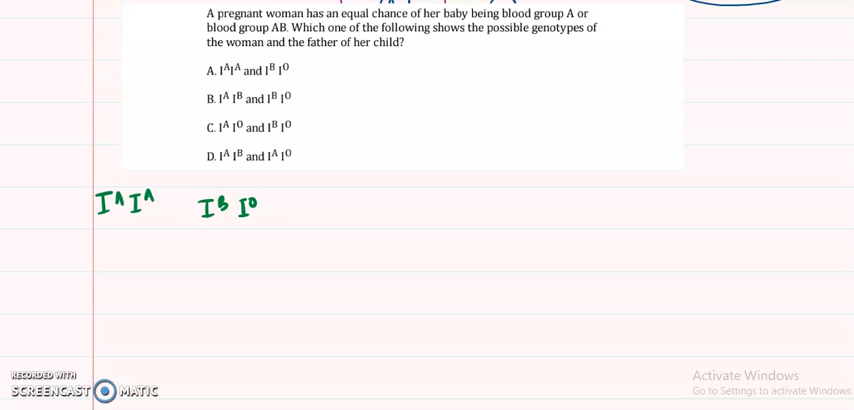 A pregnant woman has an equal chance of her baby being blood group A or
blood group AB. Which one of the following shows the possible genotypes of
the woman and the father of her child?
A. IᴬIᴬ and Iᴮ Iᴼ
B. Iᴬ Iᴮ and Iᴮ Iᴼ
C. Iᴬ Iᴼ and Iᴮ Iᴼ
D. Iᴬ Iᴮ and Iᴬ Iᴼ
Iᴬ Iᴬ Iᴮ Iᴼ
RECORDED WITH
SCREENCAST MATIC
Activate Windows
Go to Settings to activate Windows.